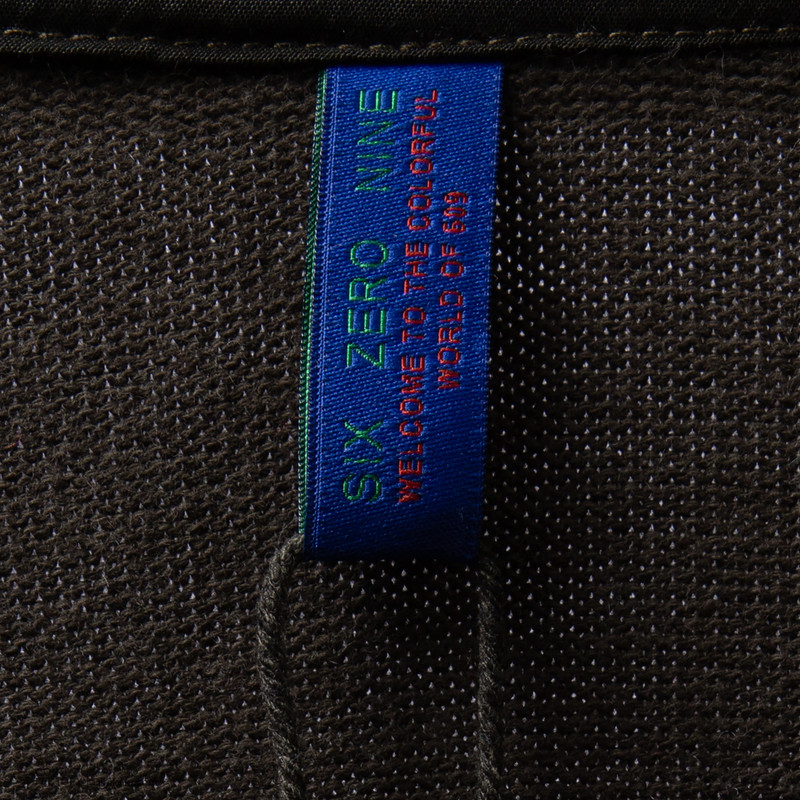 SIX ZERO NINE
WELCOME TO THE COLORFUL
WORLD OF 609